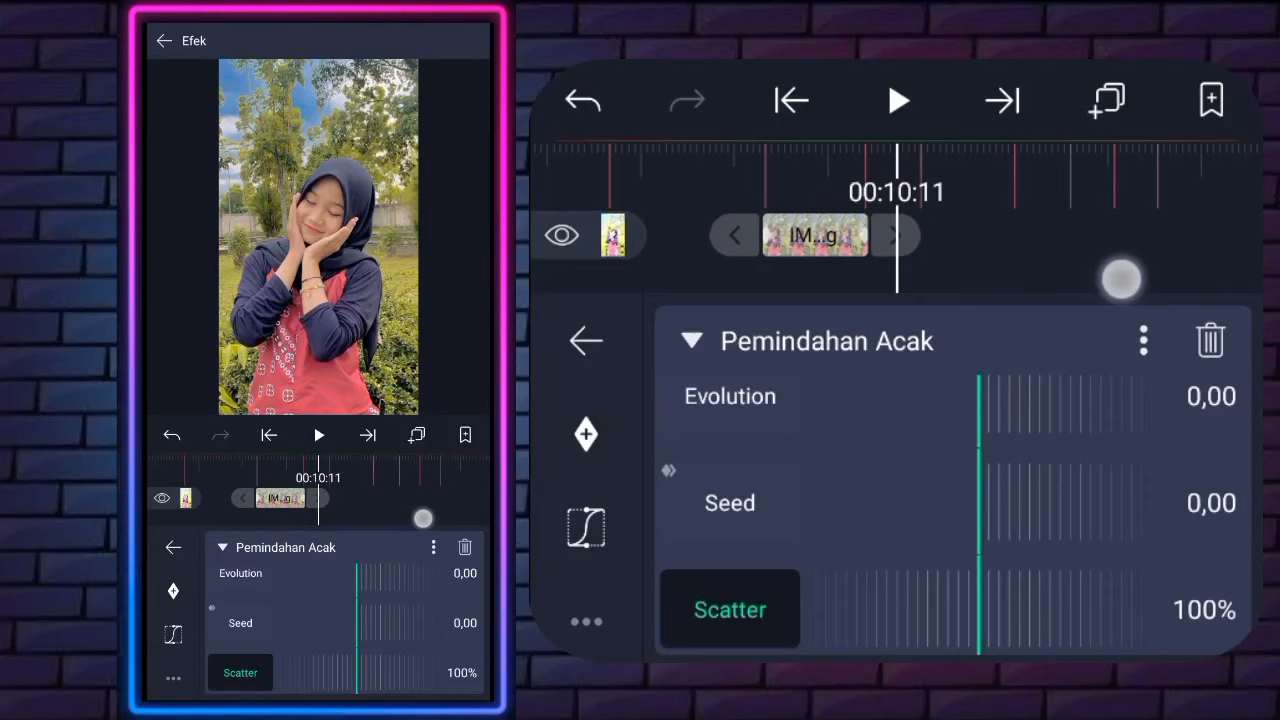 Efek
00:10:11
IM...g
Pemindahan Acak
Evolution
0,00
Seed
0,00
Scatter
100%
00:10:11
IM...g
Pemindahan Acak
Evolution
0,00
Seed
0,00
Scatter
100%